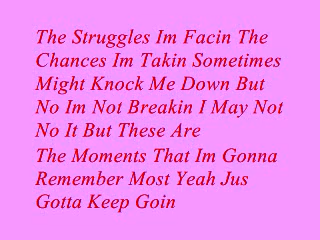 The Struggles Im Facin The
Chances Im Takin Sometimes
Might Knock Me Down But
No Im Not Breakin I May Not
No It But These Are
The Moments That Im Gonna
Remember Most Yeah Jus
Gotta Keep Goin